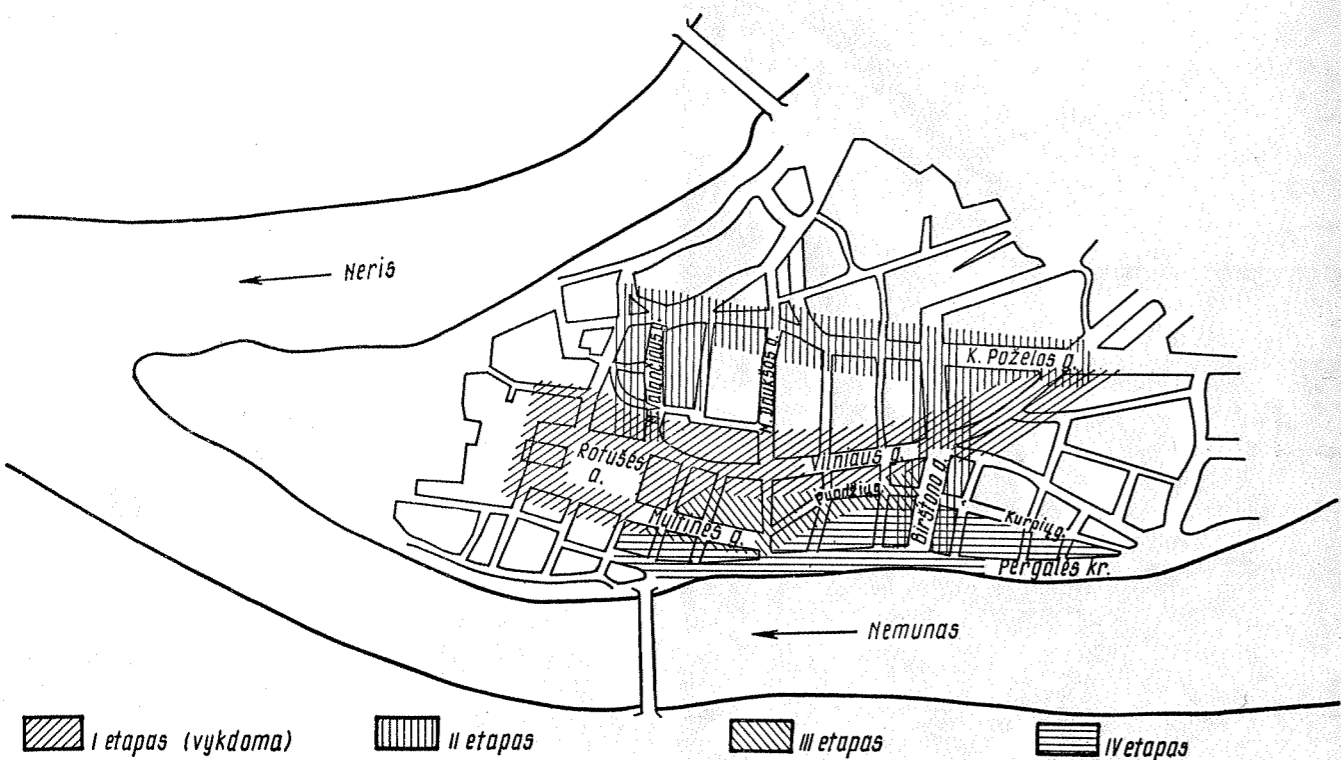 Neris
K. Poželos g.
Valančiaus g.
M. Daukšos g.
Vilniaus g.
Rotušės
a.
Puodžių g.
Muitinės g.
Birštono g.
Kurpių g.
Pergalės kr.
Nemunas
I etapas (vykdoma)
II etapas
III etapas
IV etapas